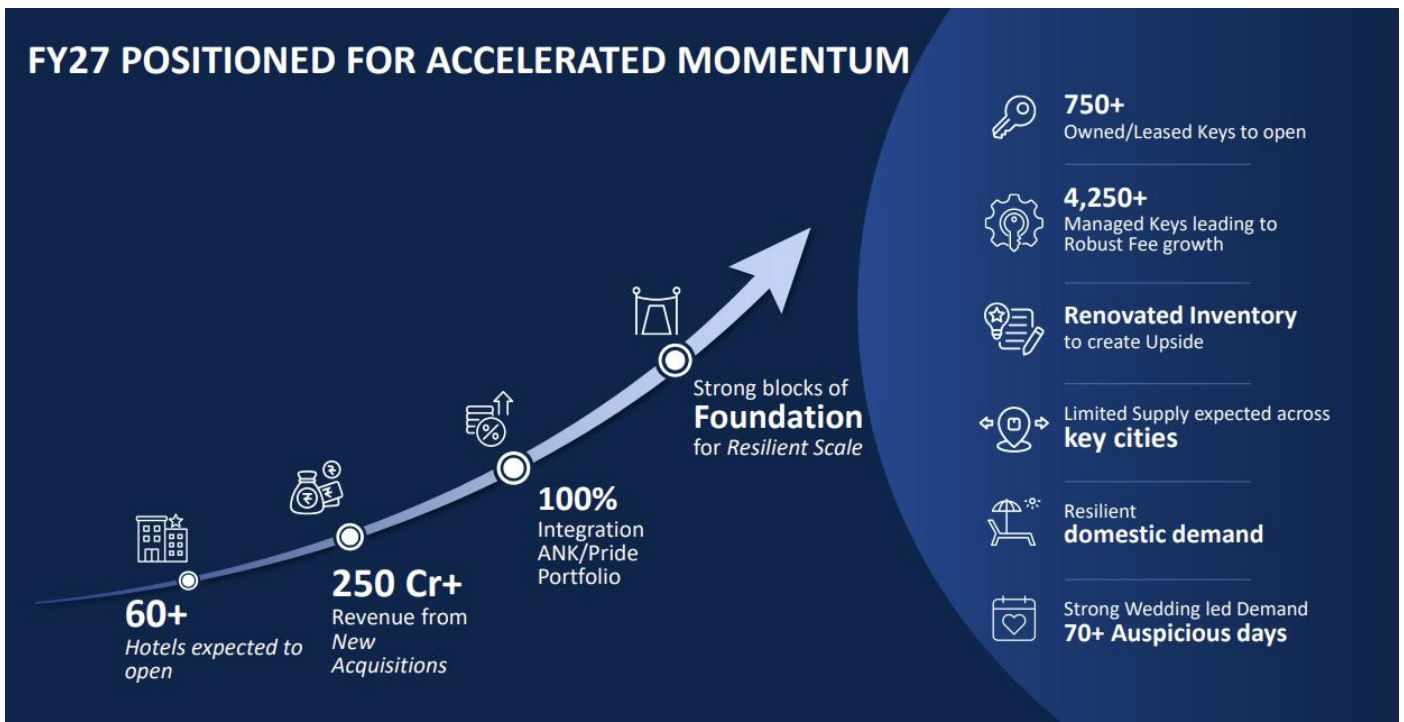 FY27 POSITIONED FOR ACCELERATED MOMENTUM
60+
Hotels expected to
open
250 Cr+
Revenue from
New
Acquisitions
100%
Integration
ANK/Pride
Portfolio
Strong blocks of
Foundation
for Resilient Scale
750+
Owned/Leased Keys to open
4,250+
Managed Keys leading to
Robust Fee growth
Renovated Inventory
to create Upside
Limited Supply expected across
key cities
Resilient
domestic demand
Strong Wedding led Demand
70+ Auspicious days